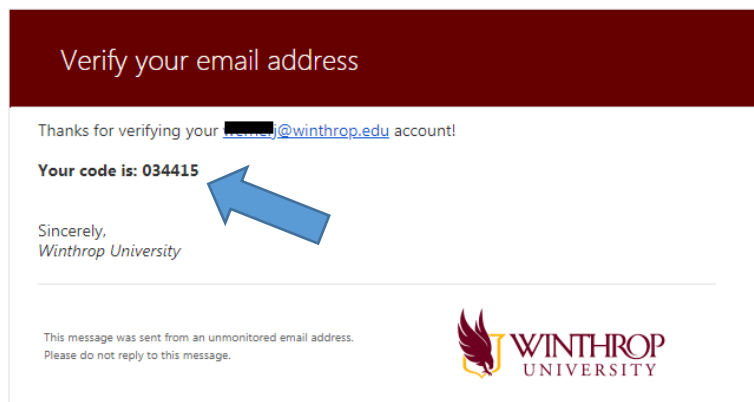 Verify your email address
Thanks for verifying your j@winthrop.edu account!
Your code is: 034415
Sincerely,
Winthrop University
This message was sent from an unmonitored email address.
Please do not reply to this message.
WINTHROP
UNIVERSITY